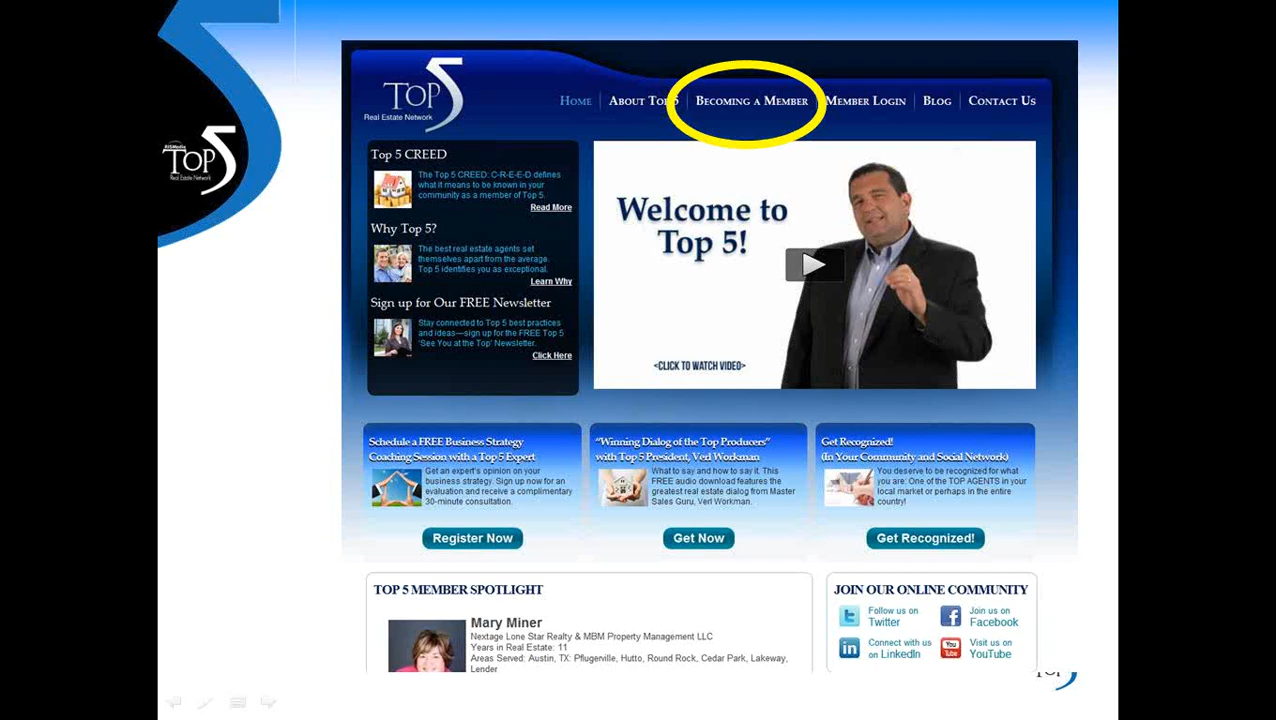 Top 5
Real Estate Network
Home
About Top 5
Becoming a Member
Member Login
Blog
Contact Us
AllSMedia
Top 5
Real Estate Network
Top 5 CREED
The Top 5 CREED: C-R-E-E-D defines
what it means to be known in your
community as a member of Top 5.
Read More
Why Top 5?
The best real estate agents set
themselves apart from the average.
Top 5 identifies you as exceptional.
Learn Why
Sign up for Our FREE Newsletter
Stay connected to Top 5 best practices
and ideas—sign up for the FREE Top 5
'See You at the Top' Newsletter.
Click Here
Welcome to
Top 5!
<CLICK TO WATCH VIDEO>
Schedule a FREE Business Strategy
Coaching Session with a Top 5 Expert
Get an expert's opinion on your
business strategy. Sign up now for an
evaluation and receive a complimentary
30-minute consultation.
Register Now
"Winning Dialog of the Top Producers"
with Top 5 President, Verl Workman
What to say and how to say it. This
FREE audio download features the
greatest real estate dialog from Master
Sales Guru, Verl Workman.
Get Now
Get Recognized!
(In Your Community and Social Network)
You deserve to be recognized for what
you are: One of the TOP AGENTS in your
local market or perhaps in the entire
country!
Get Recognized!
TOP 5 MEMBER SPOTLIGHT
Mary Miner
Nextage Lone Star Realty & MBM Property Management LLC
Years in Real Estate: 11
Areas Served: Austin, TX: Pflugerville, Hutto, Round Rock, Cedar Park, Lakeway,
Lender
JOIN OUR ONLINE COMMUNITY
Follow us on
Twitter
Join us on
Facebook
Connect with us
on LinkedIn
You
Tube
Visit us on
YouTube